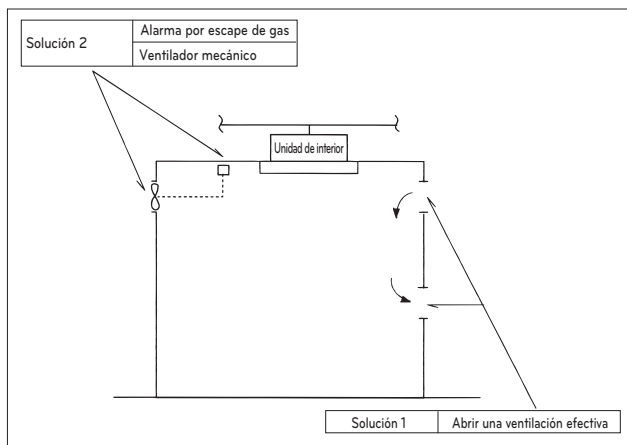 Solución 2
Alarma por escape de gas
Ventilador mecánico
Unidad de interior
Solución 1
Abrir una ventilación efectiva